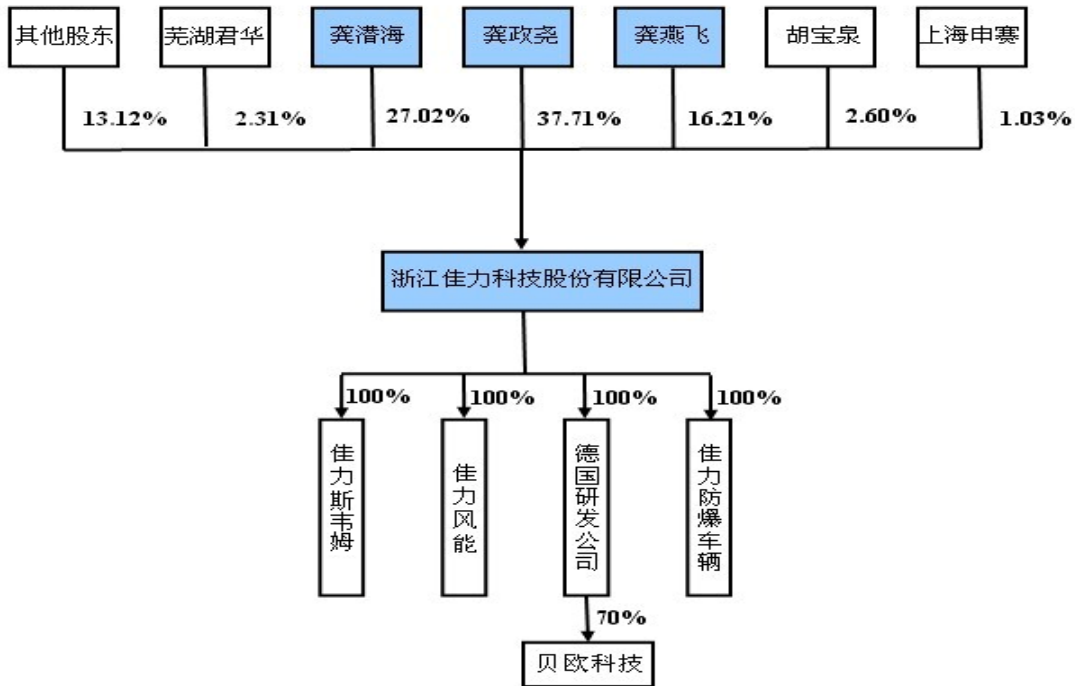 其他股东
芜湖君华
龚潜海
龚政尧
龚燕飞
胡宝泉
上海申赛
13.12%
2.31%
27.02%
37.71%
16.21%
2.60%
1.03%
浙江佳力科技股份有限公司
100%
100%
100%
100%
佳力斯韦姆
佳力风能
德国研发公司
佳力防爆车辆
70%
贝欧科技